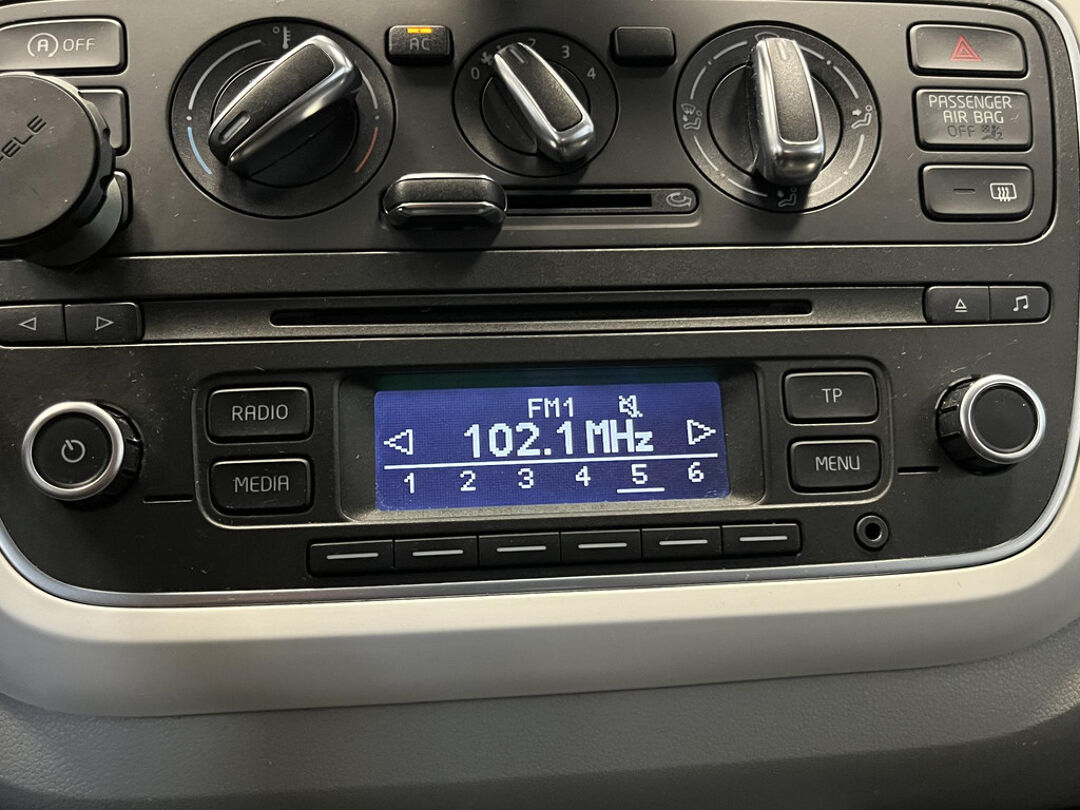 A OFF
AC
0 2 3 4
PASSENGER
AIR BAG
OFF
RADIO
MEDIA
FM1
102.1 MHz
1 2 3 4 5 6
TP
MENU